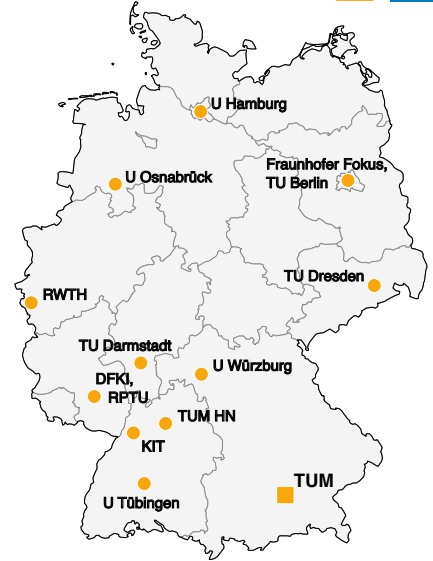 U Hamburg
Fraunhofer Fokus,
TU Berlin
U Osnabrück
TU Dresden
RWTH
TU Darmstadt
U Würzburg
DFKI,
RPTU
TUM HN
KIT
TUM
U Tübingen